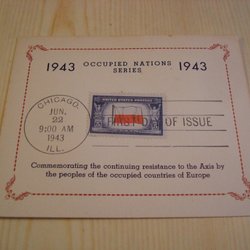 1943 OCCUPIED NATIONS SERIES 1943
CHICAGO,
JUN.
22
9:00 AM
1943
ILL.
UNITED STATES POSTAGE
FIRST DAY OF ISSUE
Commemorating the continuing resistance to the Axis by
the peoples of the occupied countries of Europe